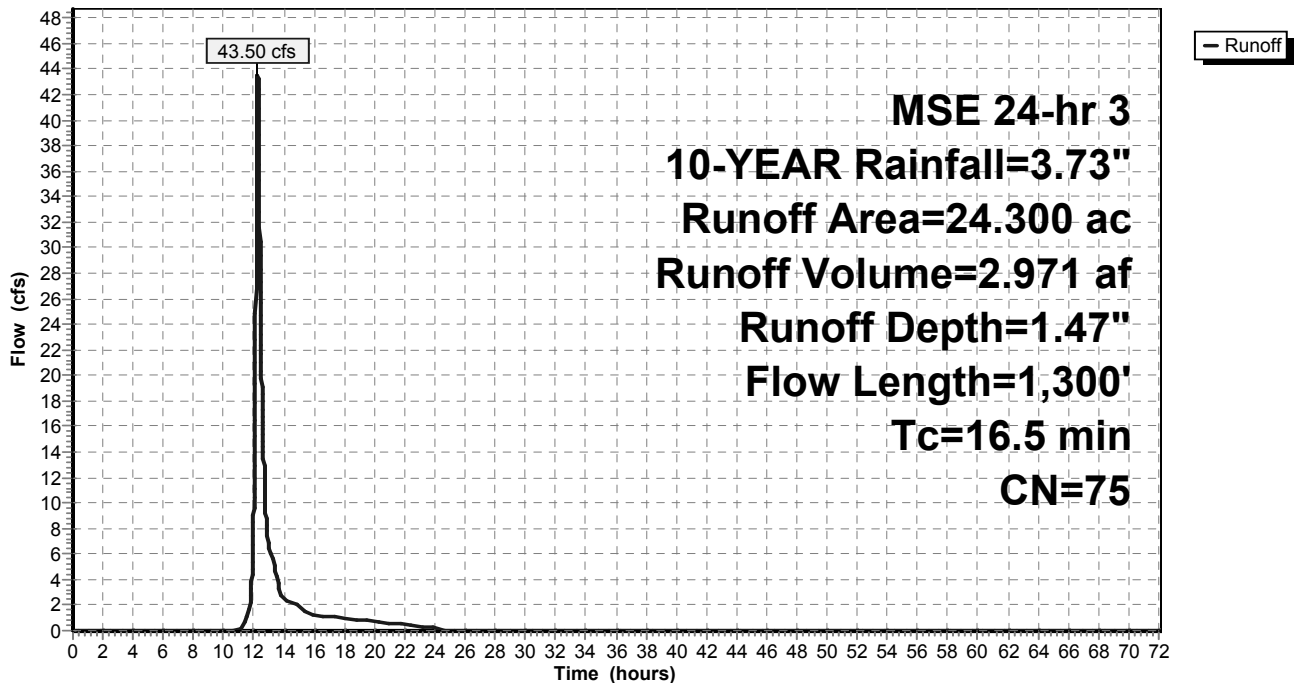 43.50 cfs
Runoff
MSE 24-hr 3
10-YEAR Rainfall=3.73"
Runoff Area=24.300 ac
Runoff Volume=2.971 af
Runoff Depth=1.47"
Flow Length=1,300'
Tc=16.5 min
CN=75
Flow (cfs)
48
46
44
42
40
38
36
34
32
30
28
26
24
22
20
18
16
14
12
10
8
6
4
2
0
0 2 4 6 8 10 12 14 16 18 20 22 24 26 28 30 32 34 36 38 40 42 44 46 48 50 52 54 56 58 60 62 64 66 68 70 72
Time (hours)